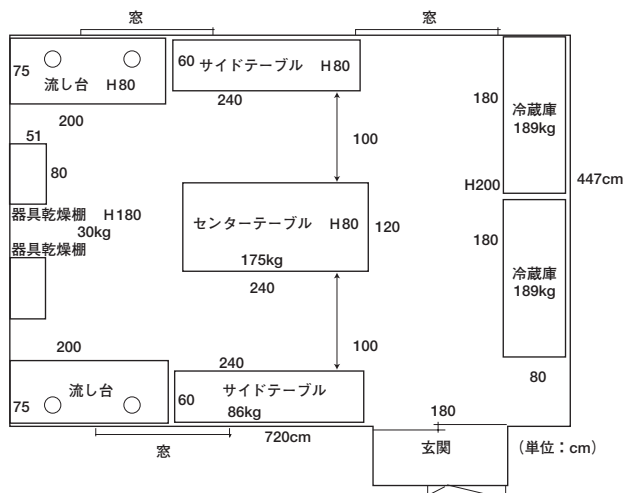 窓
窓
75
流し台 H80
60
サイドテーブル H80
180
冷蔵庫
189kg
240
200
100
51
80
H200
447cm
器具乾燥棚 H180
30kg
器具乾燥棚
センターテーブル H80
120
175kg
240
180
冷蔵庫
189kg
200
240
100
80
流し台
75
60
サイドテーブル
86kg
180
窓
720cm
玄関
(単位:cm)